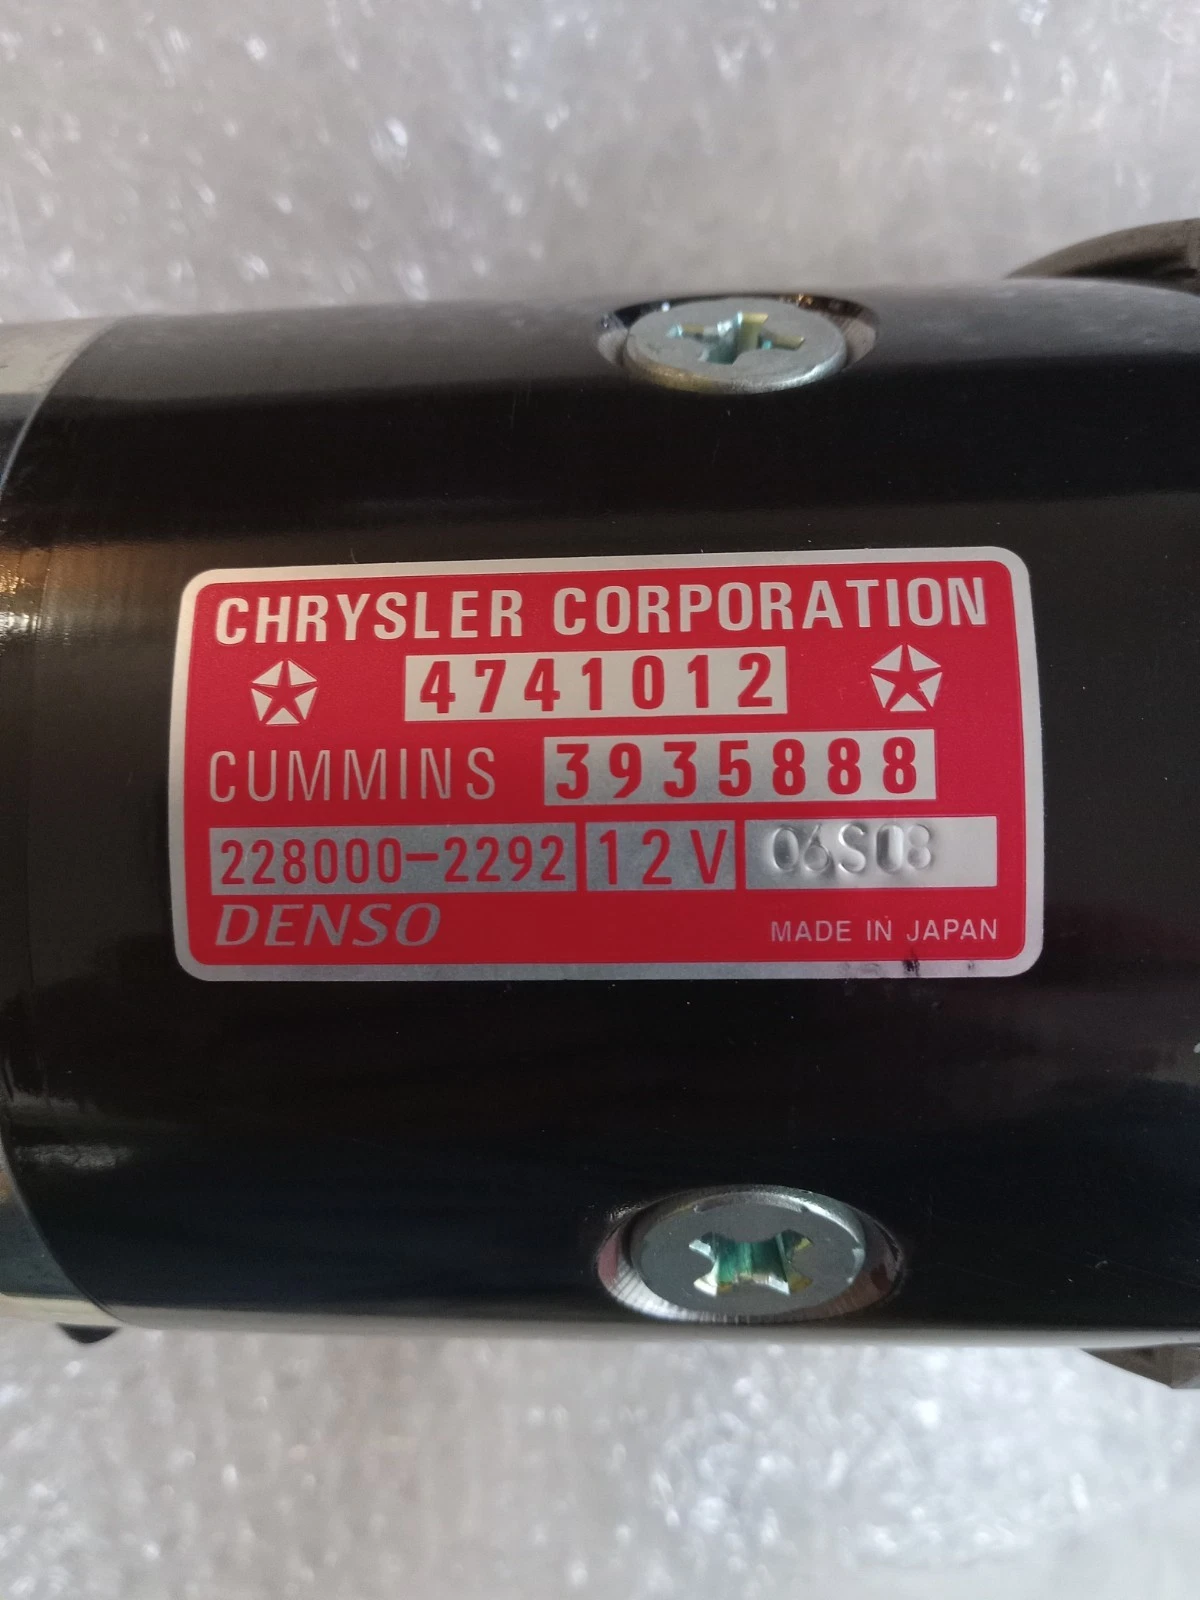 CHRYSLER CORPORATION
4741012
CUMMINS 3935888
228000-2292 12V 06S08
DENSO MADE IN JAPAN